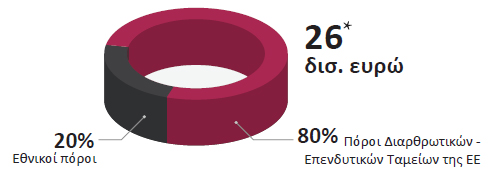 26*
δισ. ευρώ
20%
Εθνικοί πόροι
80% Πόροι Διαρθρωτικών -
Επενδυτικών Ταμείων της ΕΕ